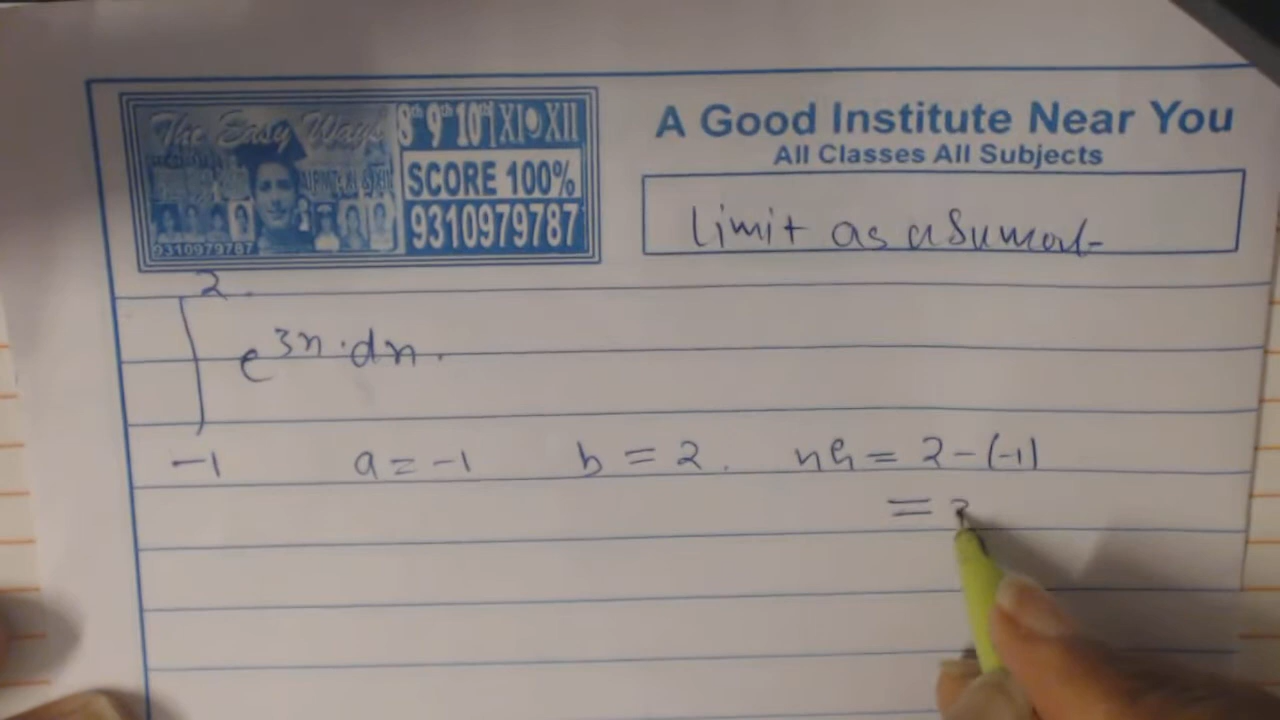 The Easy Ways
8th 9th 10th XI XII
SCORE 100%
9310979787
9310979787
A Good Institute Near You
All Classes All Subjects
Limit as a Sum
2
∫ e^3x . dx .
-1
a = -1 b = 2 . nh = 2 - (-1)
= 3